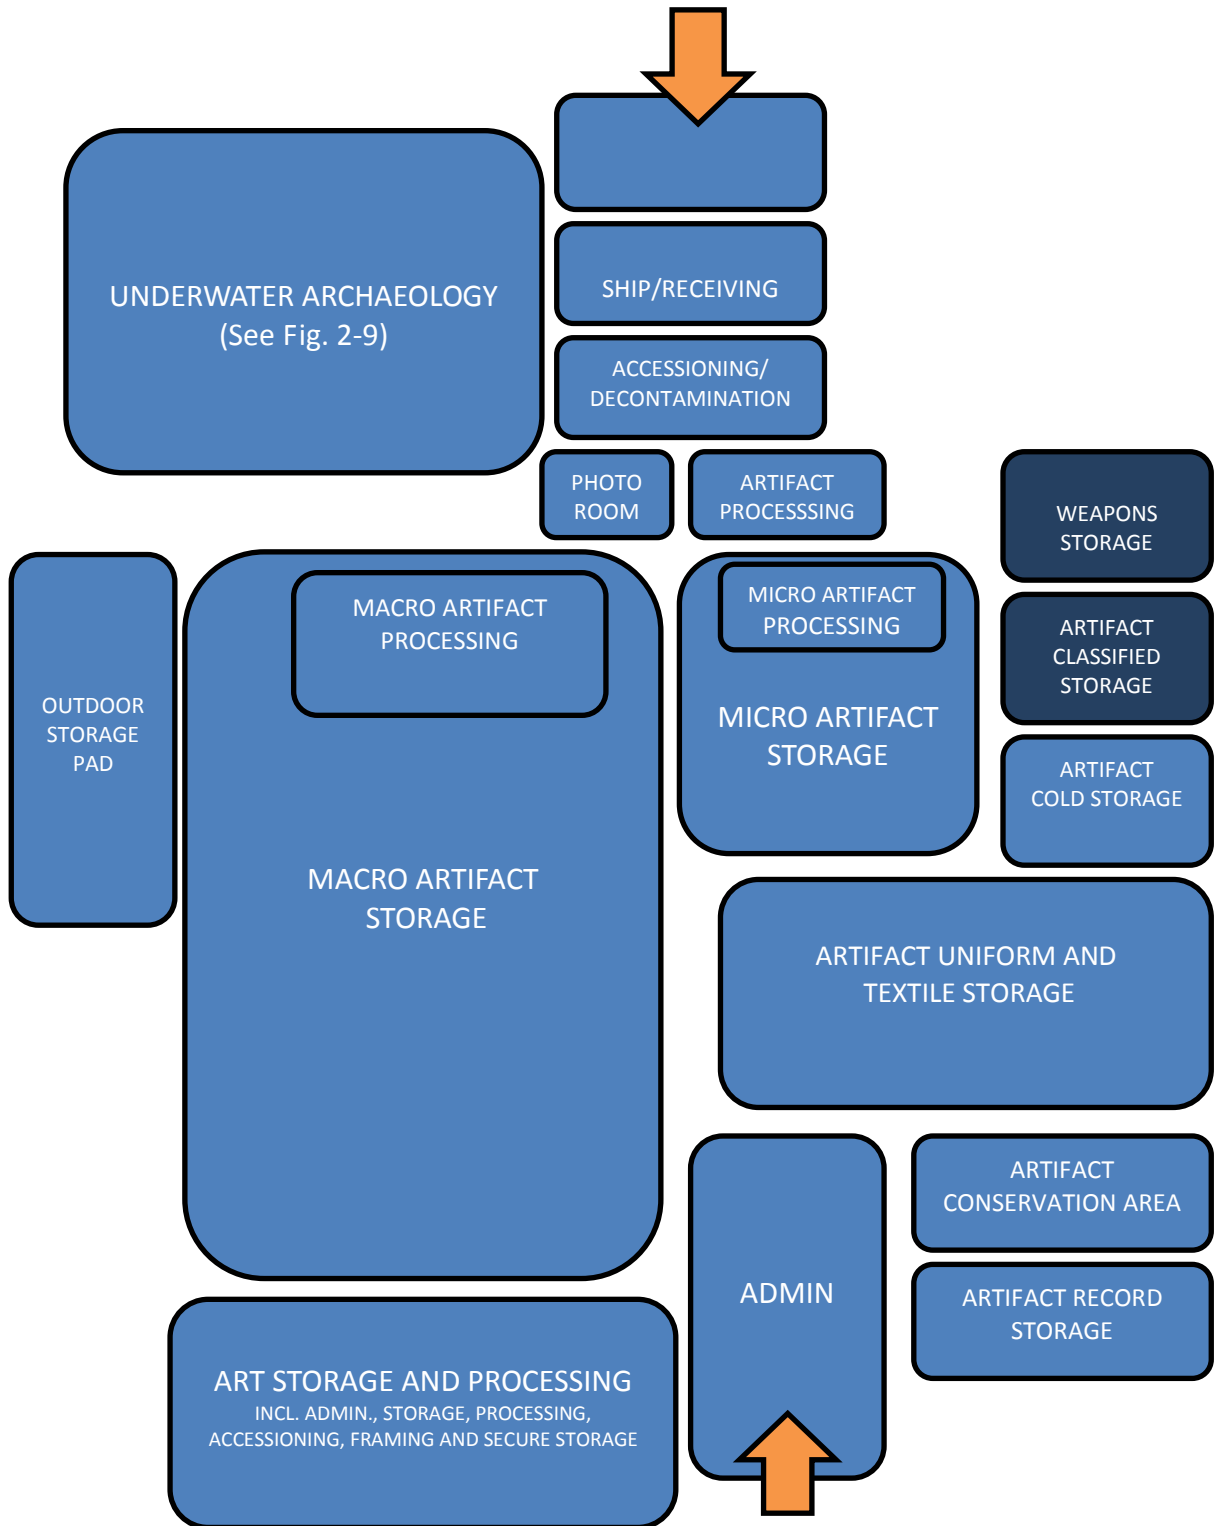 UNDERWATER ARCHAEOLOGY
(See Fig. 2-9)
SHIP/RECEIVING
ACCESSIONING/
DECONTAMINATION
PHOTO
ROOM
ARTIFACT
PROCESSSING
WEAPONS
STORAGE
OUTDOOR
STORAGE
PAD
MACRO ARTIFACT
PROCESSING
MACRO ARTIFACT
STORAGE
MICRO ARTIFACT
PROCESSING
MICRO ARTIFACT
STORAGE
ARTIFACT
CLASSIFIED
STORAGE
ARTIFACT
COLD STORAGE
ARTIFACT UNIFORM AND
TEXTILE STORAGE
ADMIN
ARTIFACT
CONSERVATION AREA
ARTIFACT RECORD
STORAGE
ART STORAGE AND PROCESSING
INCL. ADMIN., STORAGE, PROCESSING,
ACCESSIONING, FRAMING AND SECURE STORAGE